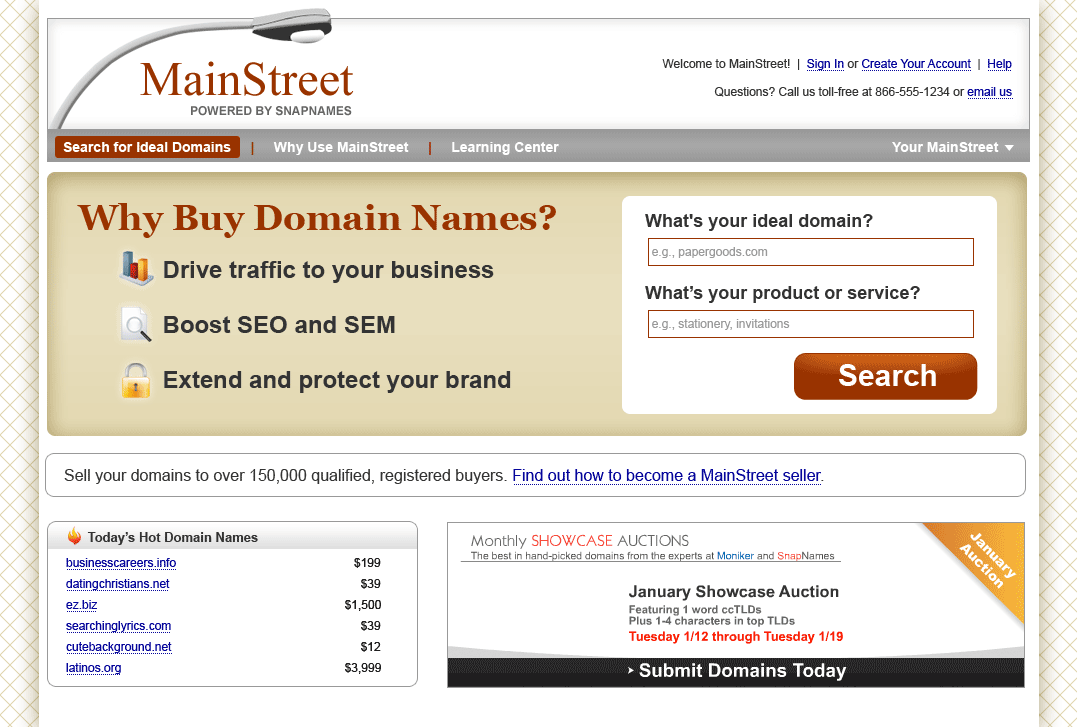 Welcome to MainStreet! | Sign In or Create Your Account | Help
MainStreet
POWERED BY SNAPNAMES
Questions? Call us toll-free at 866-555-1234 or email us
Search for Ideal Domains | Why Use MainStreet | Learning Center Your MainStreet
Why Buy Domain Names?
Drive traffic to your business
Boost SEO and SEM
Extend and protect your brand
What's your ideal domain?
e.g., papergoods.com
What’s your product or service?
e.g., stationery, invitations
Search
Sell your domains to over 150,000 qualified, registered buyers. Find out how to become a MainStreet seller.
Today’s Hot Domain Names
businesscareers.info $199
datingchristians.net $39
ez.biz $1,500
searchinglyrics.com $39
cutebackground.net $12
latinos.org $3,999
Monthly SHOWCASE AUCTIONS
The best in hand-picked domains from the experts at Moniker and SnapNames
January
Auction
January Showcase Auction
Featuring 1 word ccTLDs
Plus 1-4 characters in top TLDs
Tuesday 1/12 through Tuesday 1/19
Submit Domains Today